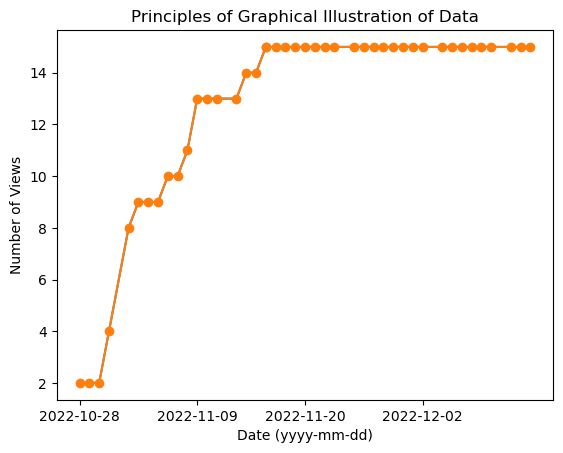 Principles of Graphical Illustration of Data
Number of Views
14
12
10
8
6
4
2
2022-10-28 2022-11-09 2022-11-20 2022-12-02
Date (yyyy-mm-dd)